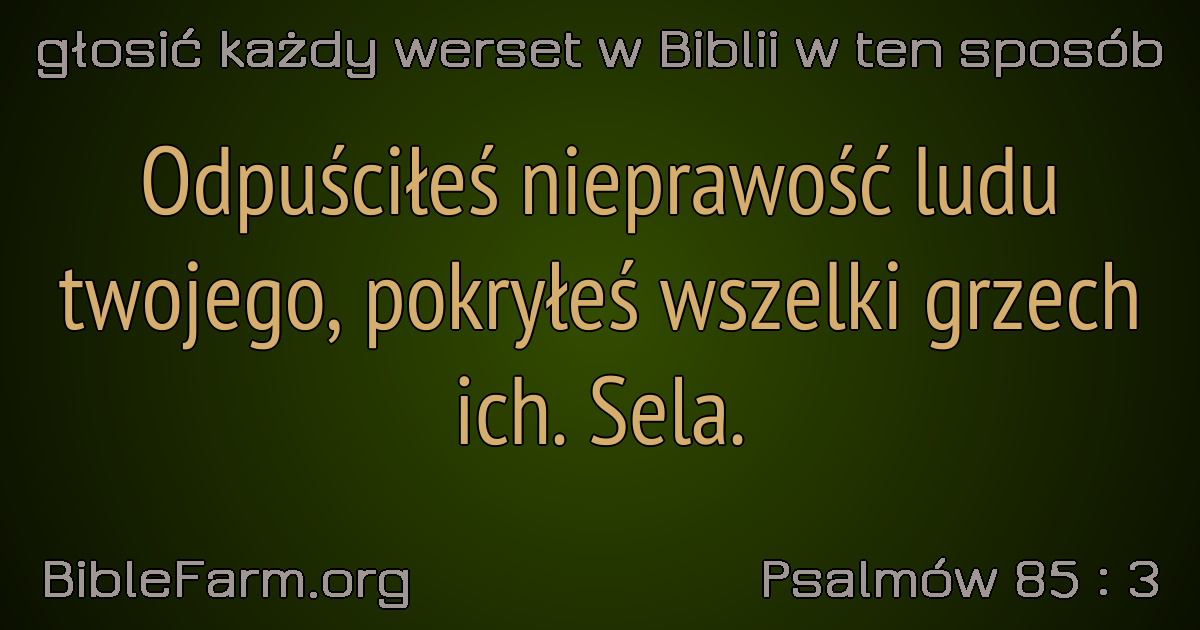 głosić każdy werset w Biblii w ten sposób
Odpuściłeś nieprawość ludu
twojego, pokryłeś wszelki grzech
ich. Sela.
BibleFarm.org
Psalmów 85 : 3